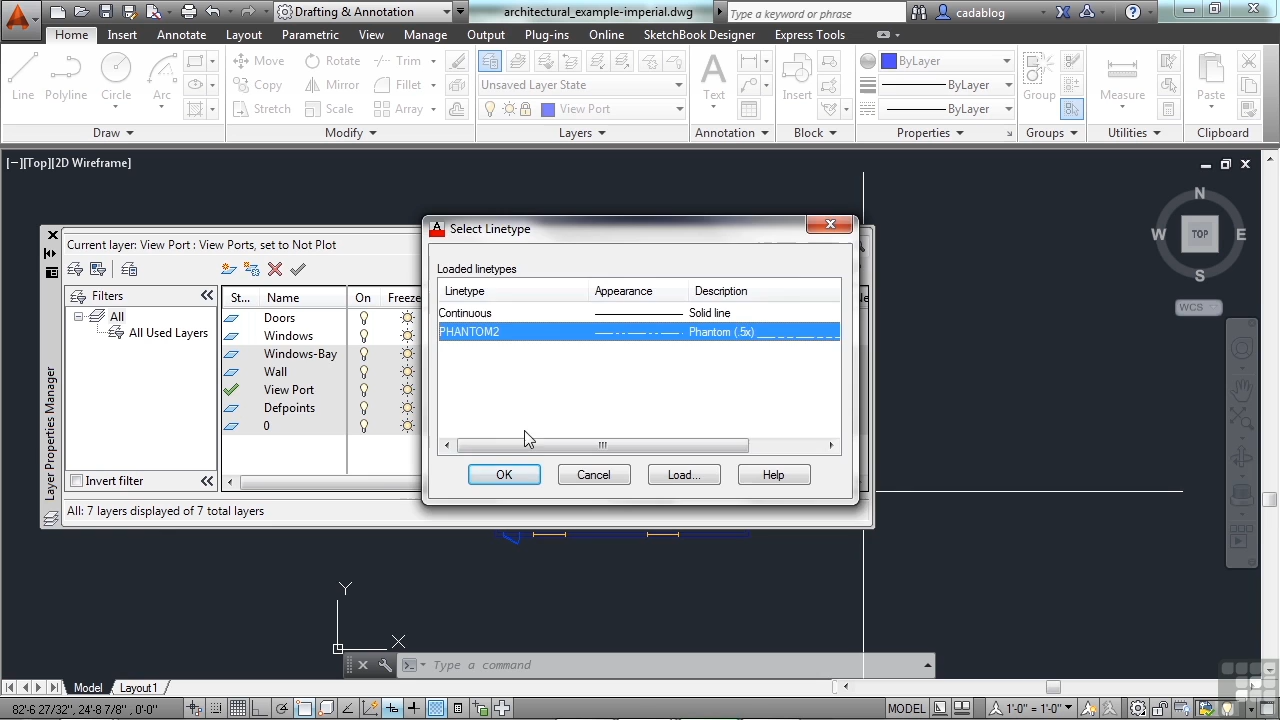 Drafting & Annotation
architectural_example-imperial.dwg
Type a keyword or phrase
cadablog
Home Insert Annotate Layout Parametric View Manage Output Plug-ins Online SketchBook Designer Express Tools
Line Polyline Circle Arc
Move Rotate Trim
Copy Mirror Fillet
Stretch Scale Array
Unsaved Layer State
View Port
Text
Insert
ByLayer
ByLayer
ByLayer
Group
Measure
Paste
Draw Modify Layers Annotation Block Properties Groups Utilities Clipboard
[−][Top][2D Wireframe]
N
W TOP E
S
WCS
Select Linetype
Current layer: View Port : View Ports, set to Not Plot
Loaded linetypes
Linetype Appearance Description
Continuous Solid line
PHANTOM2 Phantom (.5x) ____ _ _ ____ _ _
OK Cancel Load... Help
Filters
All
All Used Layers
St... Name On Freeze
Doors
Windows
Windows-Bay
Wall
View Port
Defpoints
0
Invert filter
Layer Properties Manager
All: 7 layers displayed of 7 total layers
Y
X
Type a command
Model Layout1
82'-6 27/32", 24'-8 7/8" , 0'-0"
MODEL
1'-0" = 1'-0"